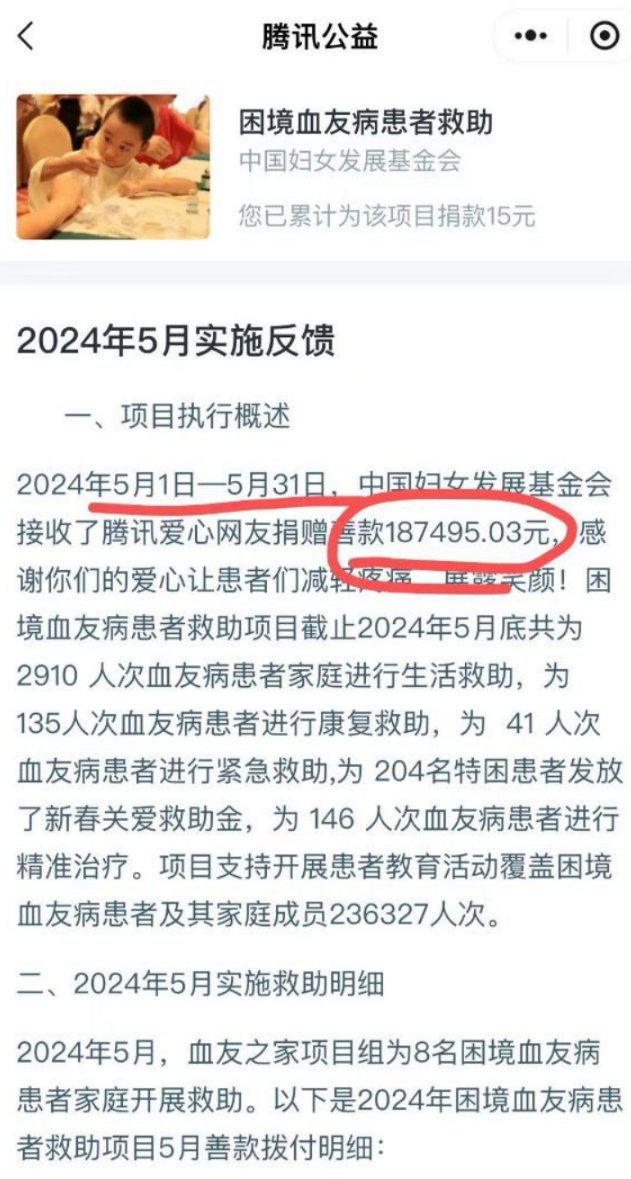 腾讯公益
困境血友病患者救助
中国妇女发展基金会
您已累计为该项目捐款15元
2024年5月实施反馈
一、项目执行概述
2024年5月1日—5月31日，中国妇女发展基金会
接收了腾讯爱心网友捐赠善款187495.03元，感
谢你们的爱心让患者们减轻疼痛、展露笑颜！困
境血友病患者救助项目截止2024年5月底共为
2910 人次血友病患者家庭进行生活救助，为
135人次血友病患者进行康复救助，为 41 人次
血友病患者进行紧急救助,为 204名特困患者发放
了新春关爱救助金，为 146 人次血友病患者进行
精准治疗。项目支持开展患者教育活动覆盖困境
血友病患者及其家庭成员236327人次。
二、2024年5月实施救助明细
2024年5月，血友之家项目组为8名困境血友病
患者家庭开展救助。以下是2024年困境血友病患
者救助项目5月善款拨付明细：